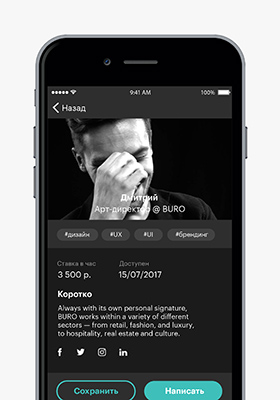 9:41 AM
100%
Назад
Дмитрий
Арт-директор @ BURO
#дизайн #UX #UI #брендинг
Ставка в час Доступен
3 500 р. 15/07/2017
Коротко
Always with its own personal signature,
BURO works within a variety of different
sectors — from retail, fashion, and luxury,
to hospitality, real estate and culture.
Сохранить Написать